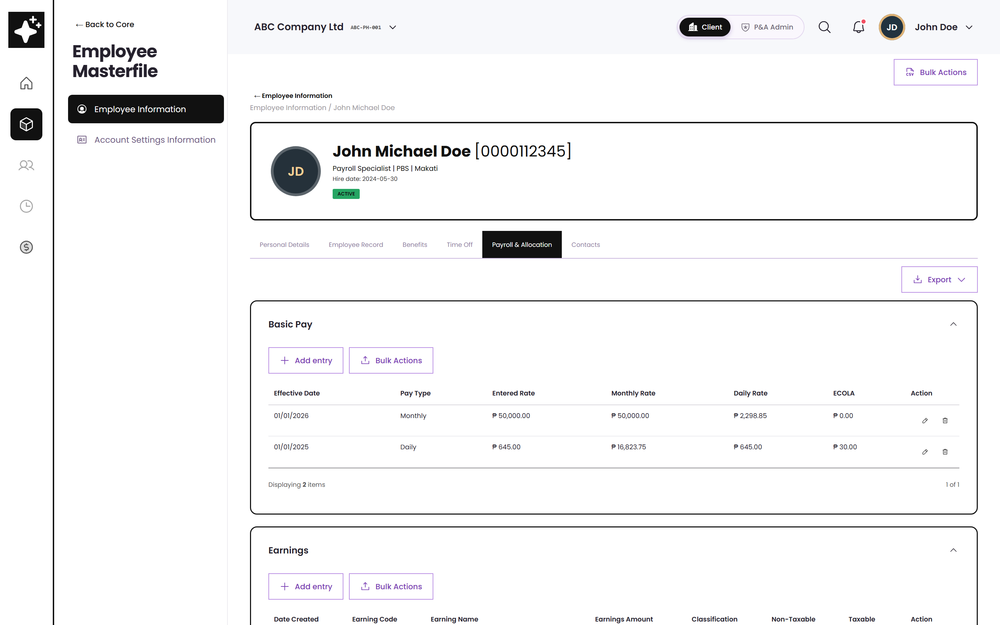 ← Back to Core
Employee
Masterfile
Employee Information
Account Settings Information
ABC Company Ltd ABC-PH-001
Client
P&A Admin
JD
John Doe
CSV Bulk Actions
← Employee Information
Employee Information / John Michael Doe
JD
John Michael Doe [0000112345]
Payroll Specialist | PBS | Makati
Hire date: 2024-05-30
ACTIVE
Personal Details Employee Record Benefits Time Off Payroll & Allocation Contacts
Export
Basic Pay
Add entry Bulk Actions
Effective Date Pay Type Entered Rate Monthly Rate Daily Rate ECOLA Action
01/01/2026 Monthly ₱ 50,000.00 ₱ 50,000.00 ₱ 2,298.85 ₱ 0.00
01/01/2025 Daily ₱ 645.00 ₱ 16,823.75 ₱ 645.00 ₱ 30.00
Displaying 2 items 1 of 1
Earnings
Add entry Bulk Actions
Date Created Earning Code Earning Name Earnings Amount Classification Non-Taxable Taxable Action